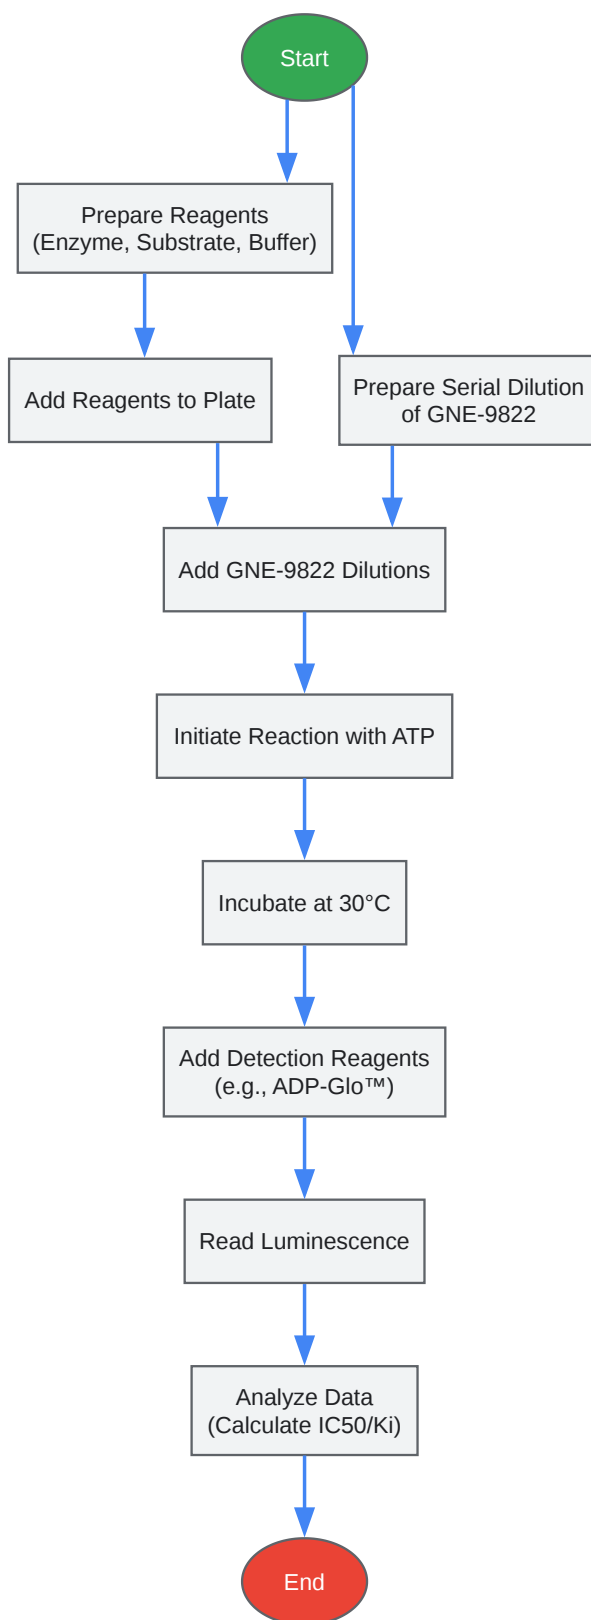 Start
Prepare Reagents
(Enzyme, Substrate, Buffer)
Add Reagents to Plate
Prepare Serial Dilution
of GNE-9822
Add GNE-9822 Dilutions
Initiate Reaction with ATP
Incubate at 30°C
Add Detection Reagents
(e.g., ADP-Glo™)
Read Luminescence
Analyze Data
(Calculate IC50/Ki)
End